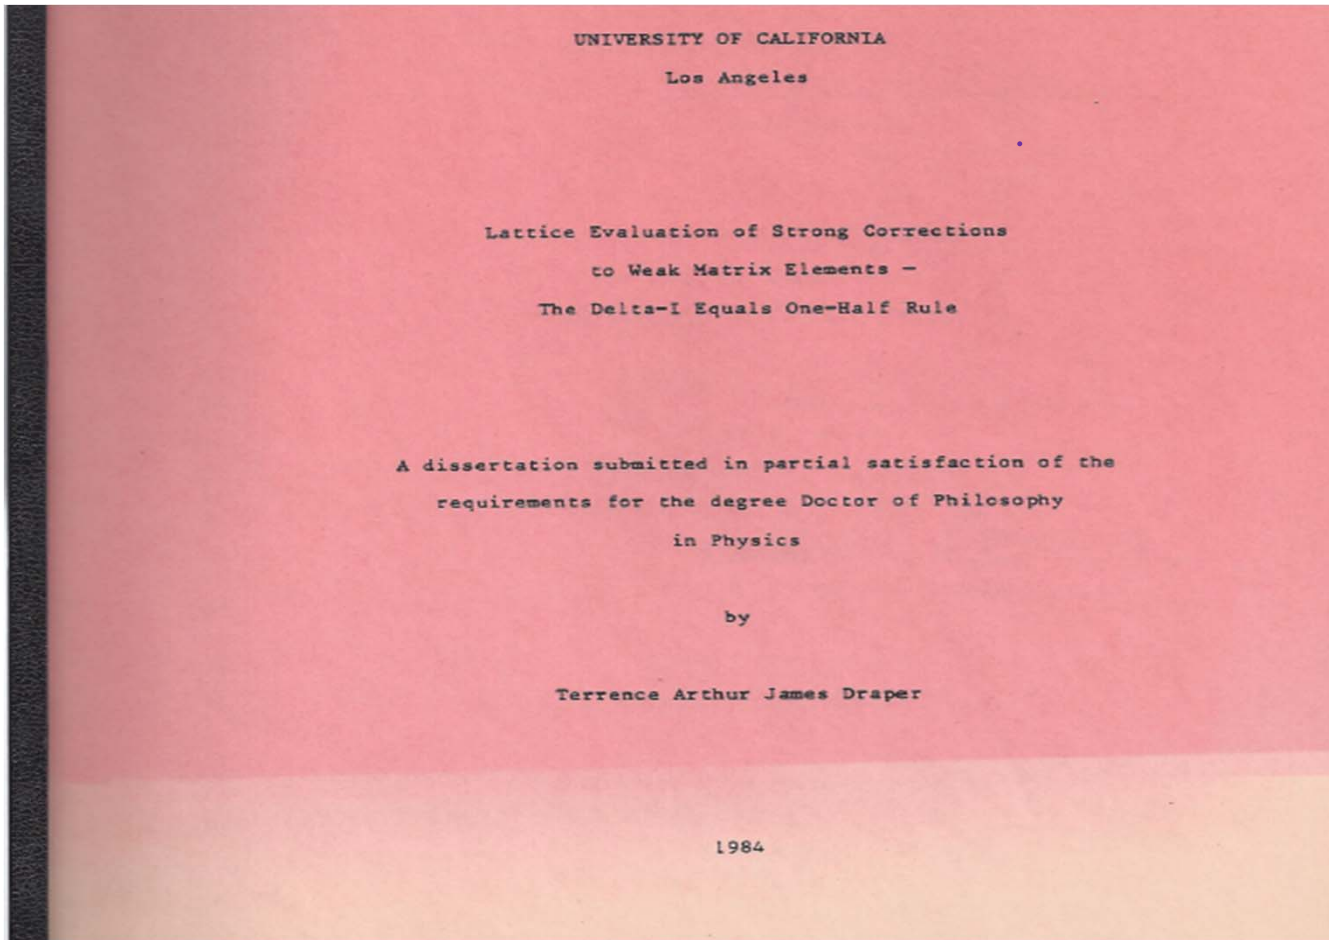 UNIVERSITY OF CALIFORNIA
Los Angeles
Lattice Evaluation of Strong Corrections
to Weak Matrix Elements —
The Delta-I Equals One-Half Rule
A dissertation submitted in partial satisfaction of the
requirements for the degree Doctor of Philosophy
in Physics
by
Terrence Arthur James Draper
1984